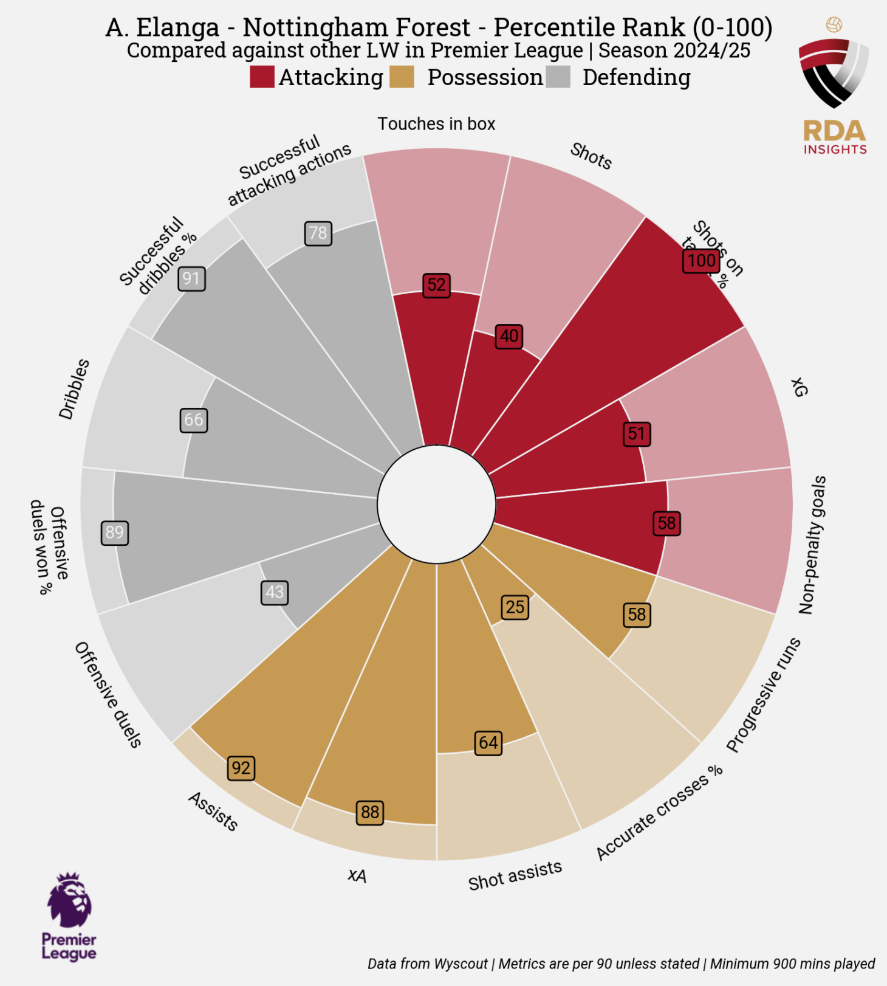 A. Elanga - Nottingham Forest - Percentile Rank (0-100)
Compared against other LW in Premier League | Season 2024/25
Attacking Possession Defending
RDA
INSIGHTS
Touches in box
52
Shots
40
Shots on
%
100
xG
51
Non-penalty goals
58
Progressive runs
58
Accurate crosses %
25
Shot assists
64
xA
88
Assists
92
Offensive duels
43
Offensive
duels won %
89
Dribbles
66
Successful
dribbles %
91
Successful
attacking actions
78
Premier
League
Data from Wyscout | Metrics are per 90 unless stated | Minimum 900 mins played